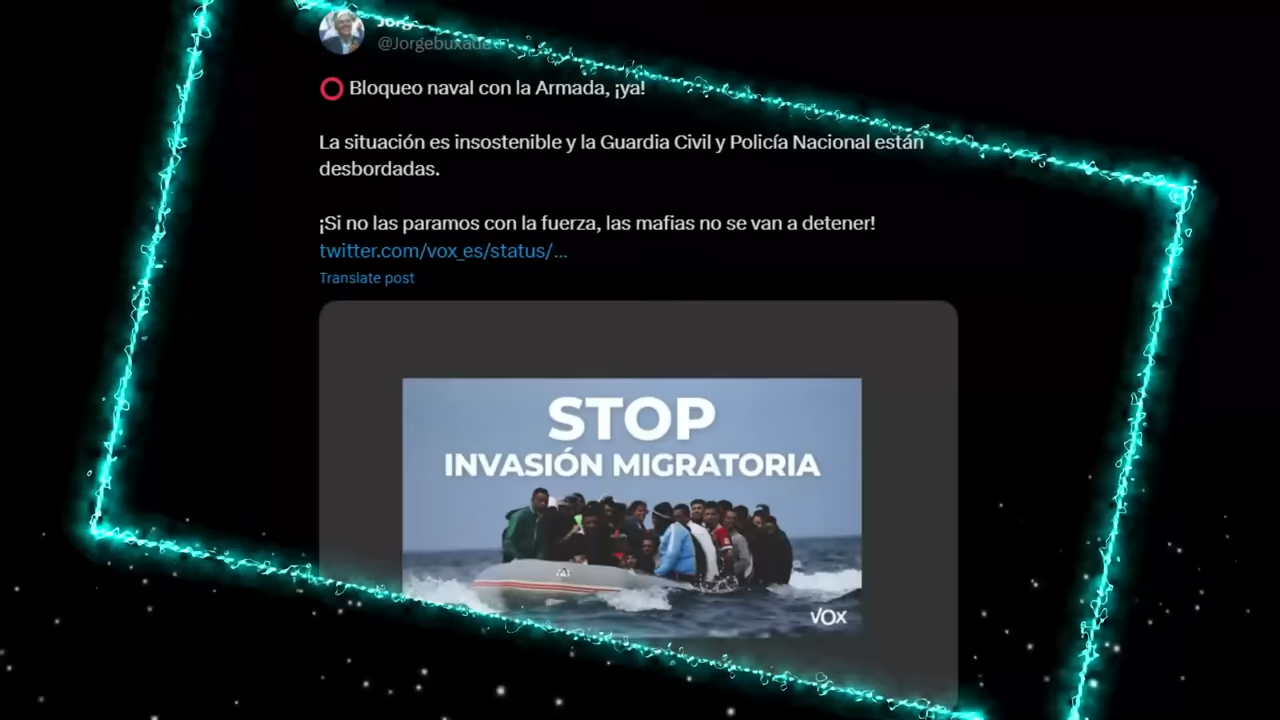 Jorg
@Jorgebuxade
Bloqueo naval con la Armada, ¡ya!
La situación es insostenible y la Guardia Civil y Policía Nacional están
desbordadas.
¡Si no las paramos con la fuerza, las mafias no se van a detener!
twitter.com/vox_es/status/...
Translate post
STOP
INVASIÓN MIGRATORIA
VOX